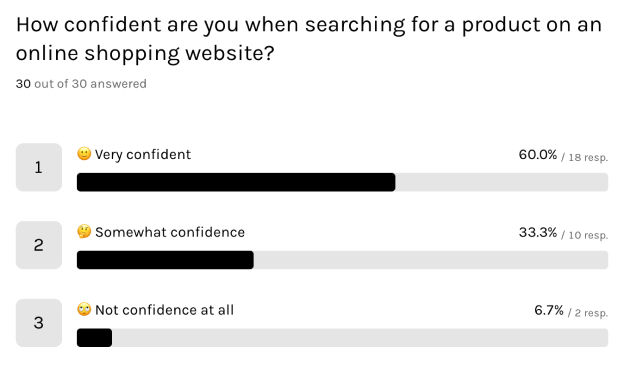 How confident are you when searching for a product on an
online shopping website?
30 out of 30 answered
1
🙂 Very confident
60.0% / 18 resp.
2
🤔 Somewhat confidence
33.3% / 10 resp.
3
🙄 Not confidence at all
6.7% / 2 resp.